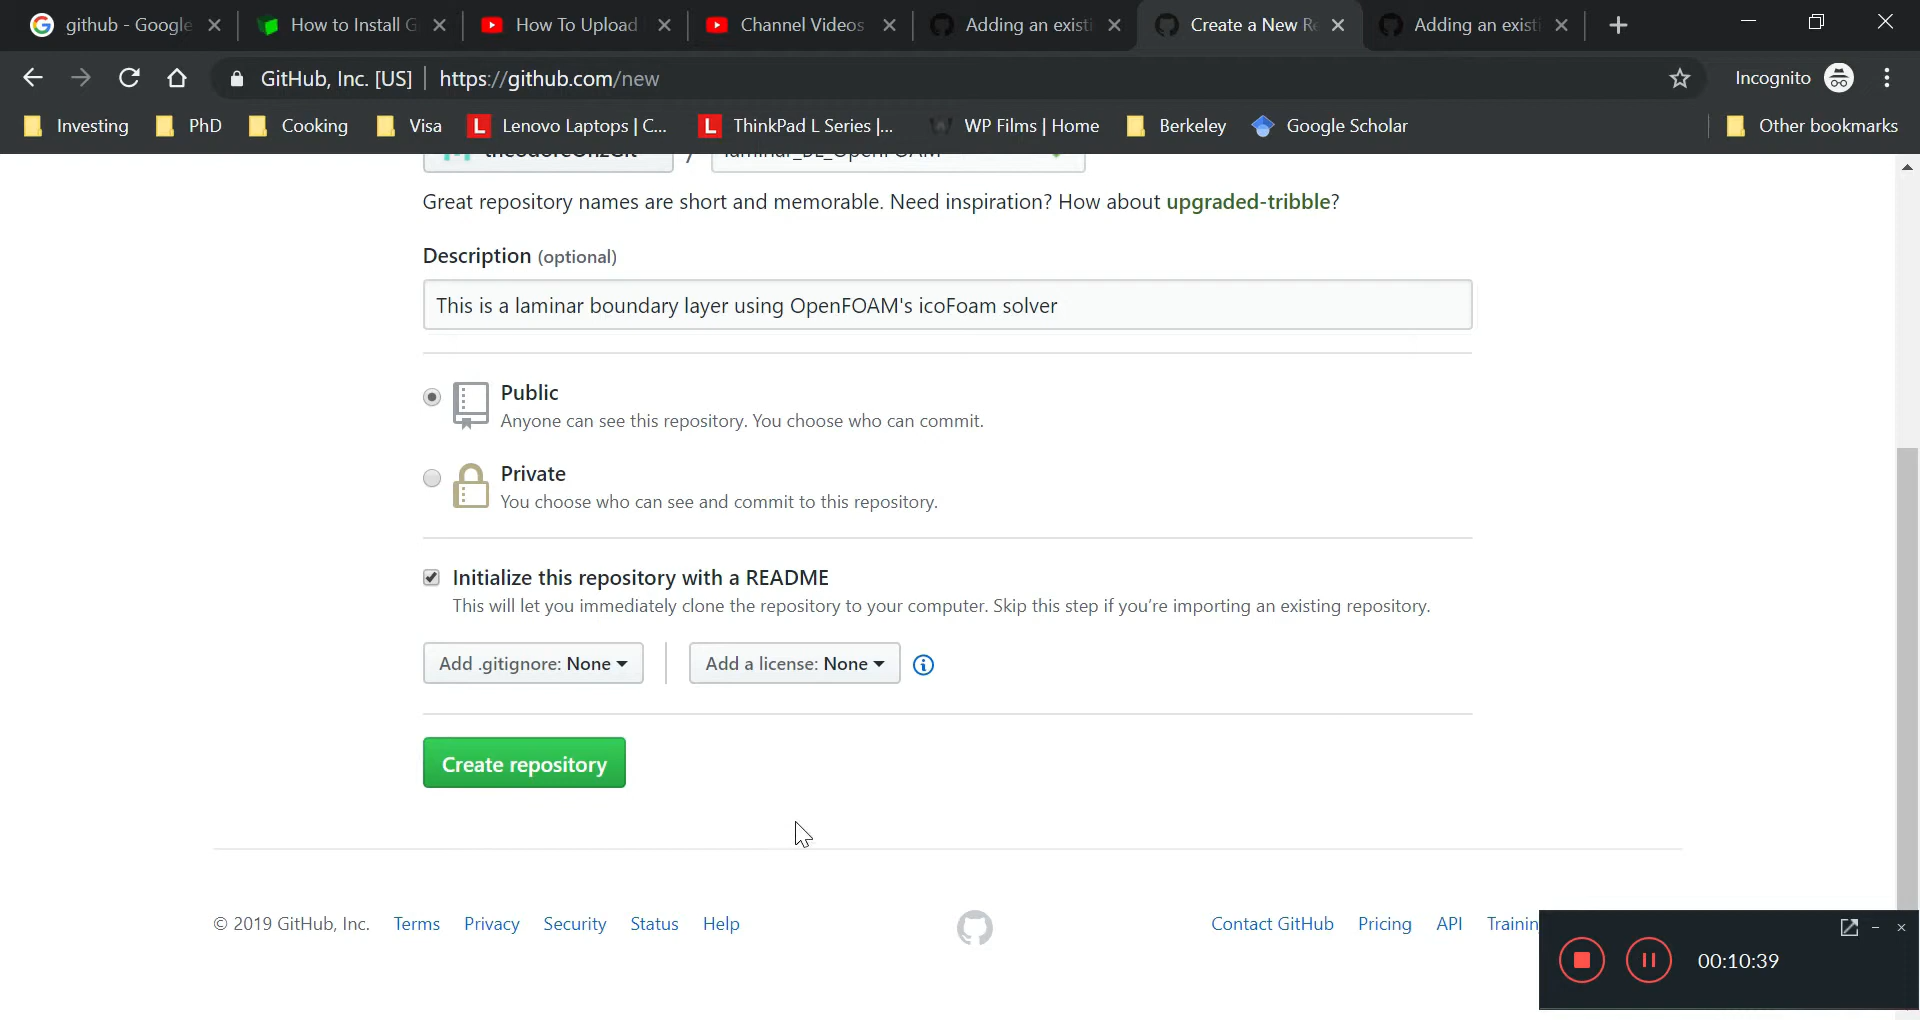 github - Google
How to Install G
How To Upload
Channel Videos
Adding an existi
Create a New Re
Adding an existi
GitHub, Inc. [US]
https://github.com/new
Incognito
Investing
PhD
Cooking
Visa
Lenovo Laptops | C...
ThinkPad L Series |...
WP Films | Home
Berkeley
Google Scholar
Other bookmarks
/
Great repository names are short and memorable. Need inspiration? How about upgraded-tribble?
Description (optional)
This is a laminar boundary layer using OpenFOAM's icoFoam solver
Public
Anyone can see this repository. You choose who can commit.
Private
You choose who can see and commit to this repository.
Initialize this repository with a README
This will let you immediately clone the repository to your computer. Skip this step if you're importing an existing repository.
Add .gitignore: None
Add a license: None
Create repository
© 2019 GitHub, Inc.
Terms
Privacy
Security
Status
Help
Contact GitHub
Pricing
API
Trainin
00:10:39